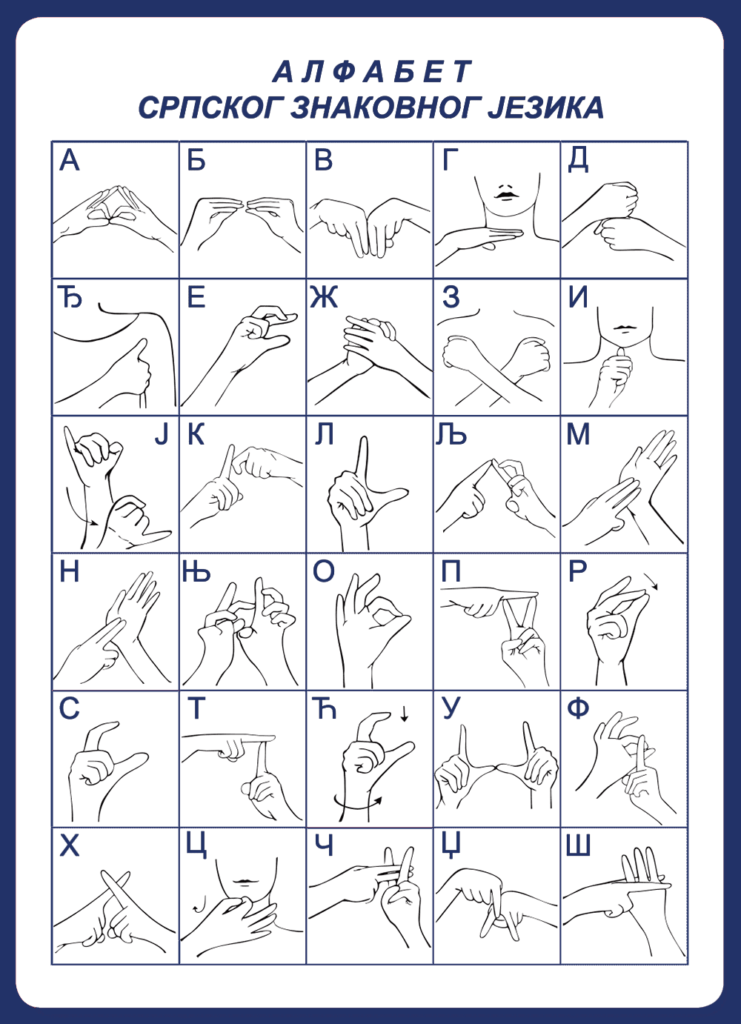 А Л Ф А Б Е Т
СРПСКОГ ЗНАКОВНОГ ЈЕЗИКА
А Б В Г Д
Ђ Е Ж З И
Ј К Л Љ М
Н Њ О П Р
С Т Ћ У Ф
Х Ц Ч Џ Ш